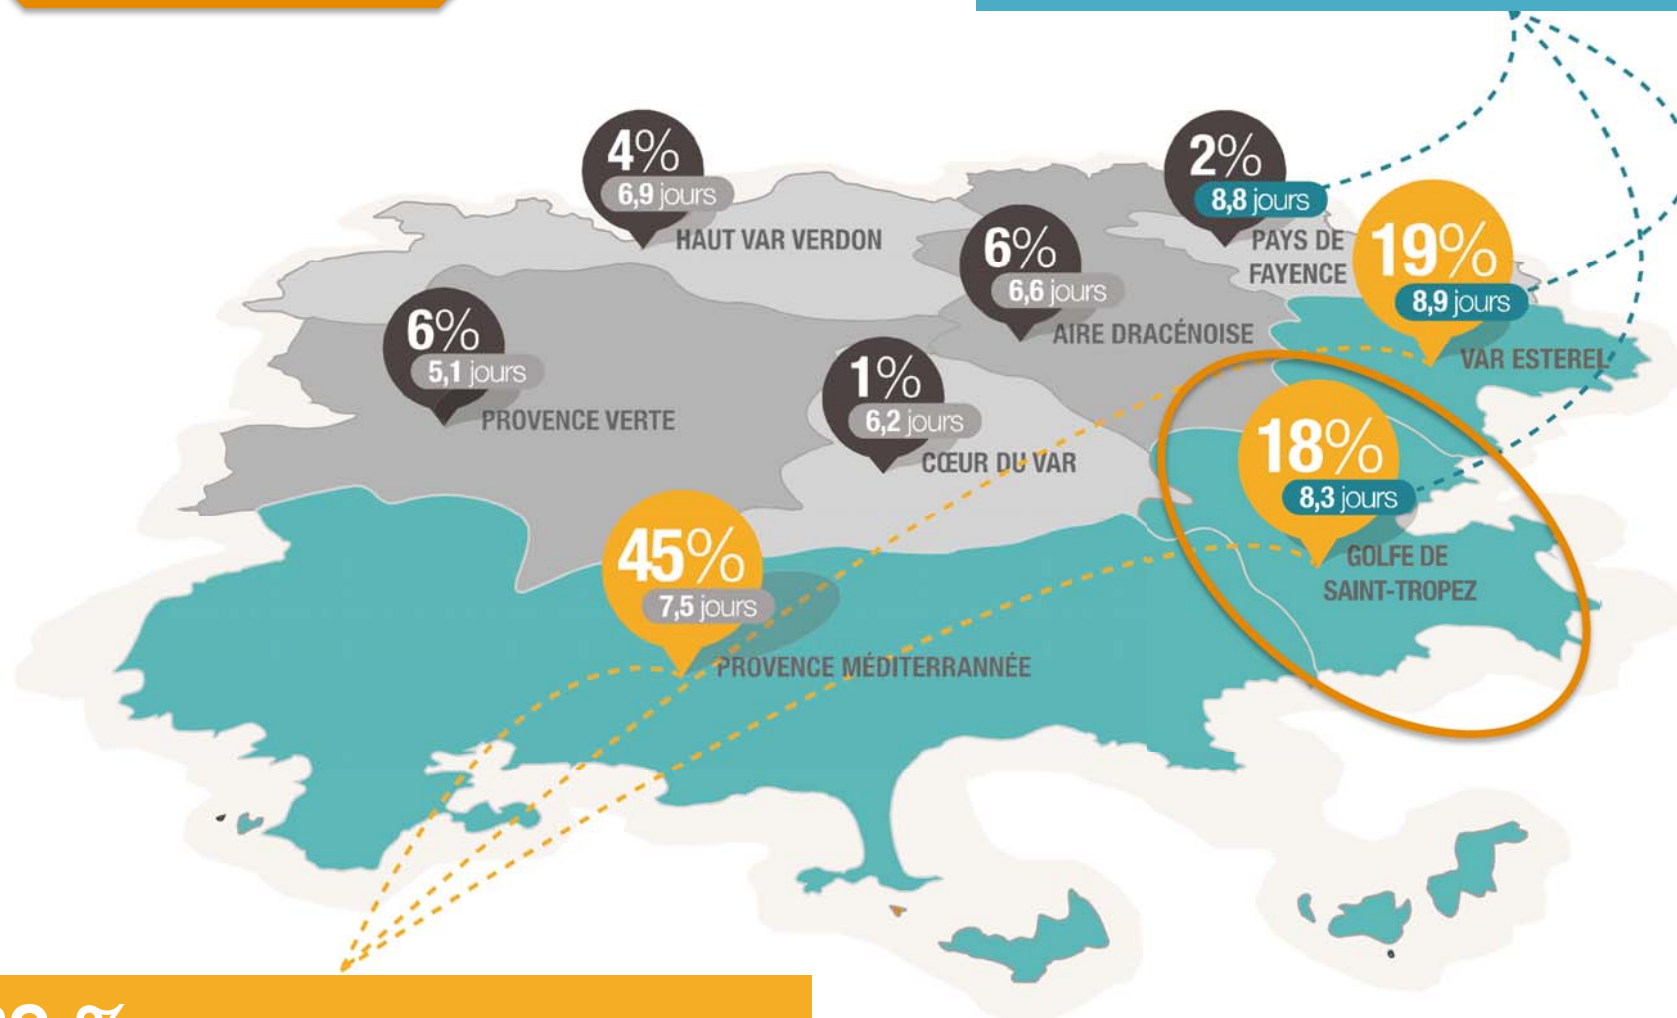 4%
6,9 jours
HAUT VAR VERDON
2%
8,8 jours
PAYS DE
FAYENCE
19%
8,9 jours
VAR ESTEREL
6%
6,6 jours
AIRE DRACÉNOISE
6%
5,1 jours
PROVENCE VERTE
1%
6,2 jours
CŒUR DU VAR
18%
8,3 jours
GOLFE DE
SAINT-TROPEZ
45%
7,5 jours
PROVENCE MÉDITERRANNÉE
%